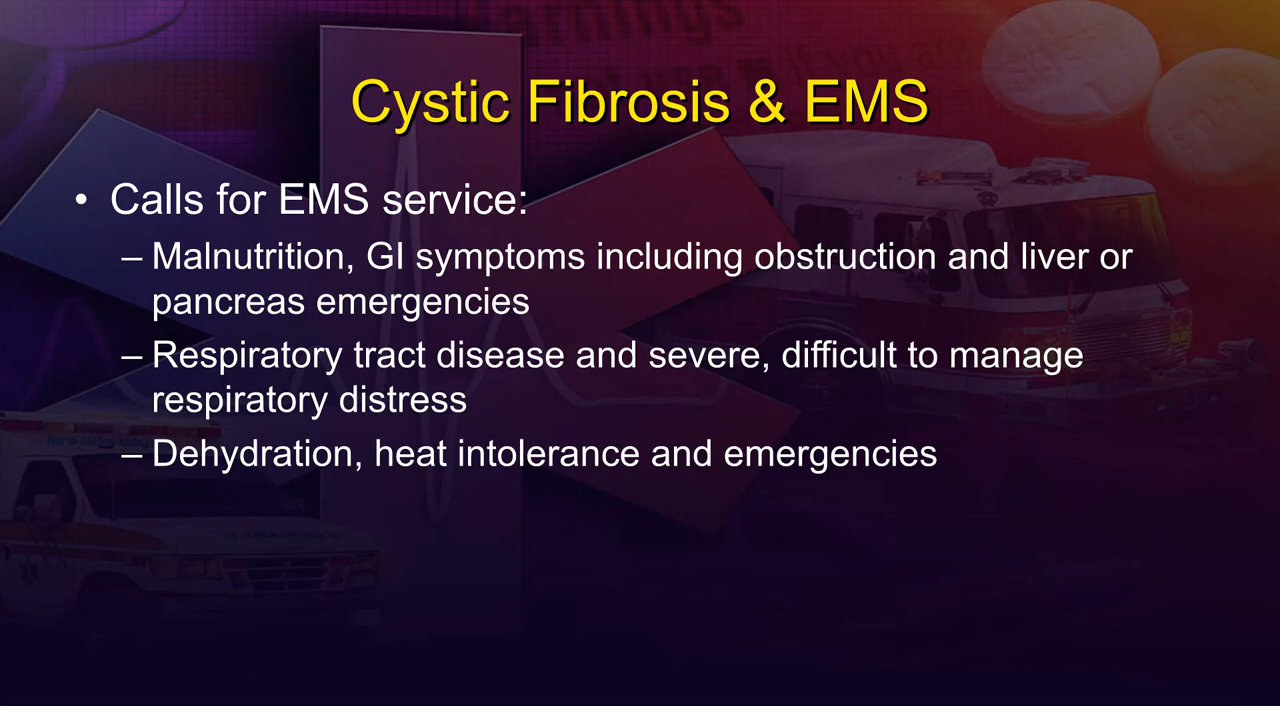 Cystic Fibrosis & EMS
• Calls for EMS service:
– Malnutrition, GI symptoms including obstruction and liver or
pancreas emergencies
– Respiratory tract disease and severe, difficult to manage
respiratory distress
– Dehydration, heat intolerance and emergencies